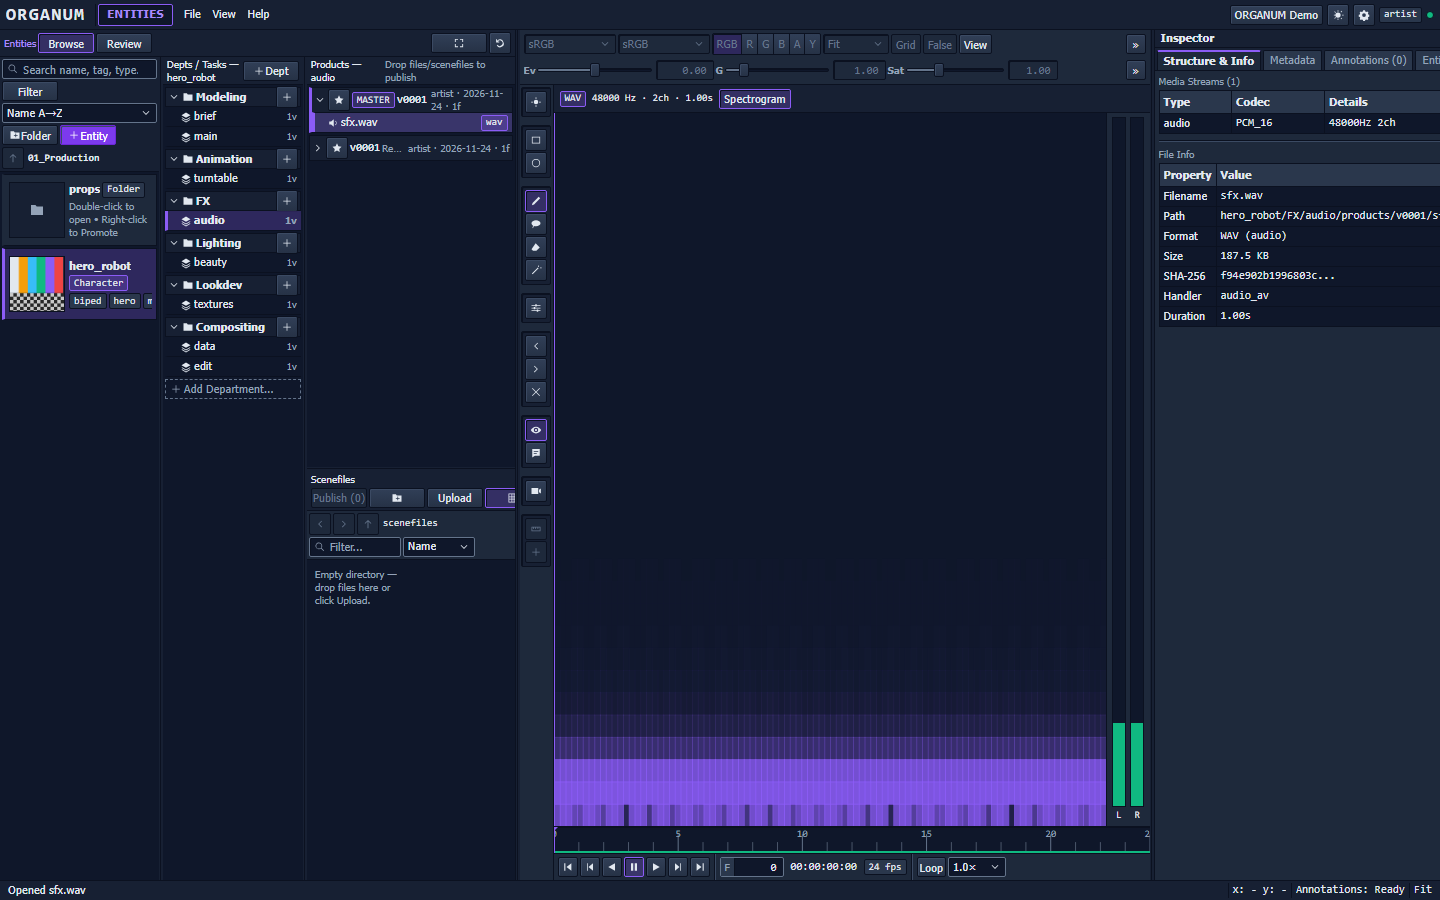 ORGANUM ENTITIES File View Help ORGANUM Demo artist
Entities Browse Review
Search name, tag, type.
Filter
Name A→Z
Folder + Entity
01_Production
props Folder
Double-click to
open • Right-click
to Promote
hero_robot
Character
biped hero
Depts / Tasks —
hero_robot
+ Dept
Modeling
brief 1v
main 1v
Animation
turntable 1v
FX
audio 1v
Lighting
beauty 1v
Lookdev
textures 1v
Compositing
data 1v
edit 1v
+ Add Department...
Products —
audio
Drop files/scenefiles to
publish
MASTER v0001 artist · 2026-11-
24 · 1f
sfx.wav wav
v0001 Re... artist · 2026-11-24 · 1f
Scenefiles
Publish (0) Upload
scenefiles
Filter... Name
Empty directory —
drop files here or
click Upload.
sRGB sRGB RGB R G B A Y Fit Grid False View »
Ev 0.00 G 1.00 Sat 1.00 »
WAV 48000 Hz · 2ch · 1.00s Spectrogram
L R
5 10 15 20
F 0 00:00:00:00 24 fps Loop 1.0×
Inspector
Structure & Info Metadata Annotations (0) Enti
Media Streams (1)
Type Codec Details
audio PCM_16 48000Hz 2ch
File Info
Property Value
Filename sfx.wav
Path hero_robot/FX/audio/products/v0001/s
Format WAV (audio)
Size 187.5 KB
SHA-256 f94e902b1996803c...
Handler audio_av
Duration 1.00s
Opened sfx.wav
x: - y: - Annotations: Ready Fit